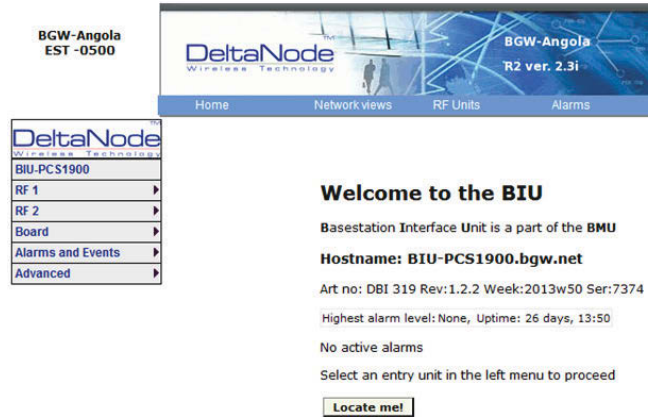 BGW-Angola
EST -0500
DeltaNode
TM
Wireless Technology
BGW-Angola
R2 ver. 2.3i
Home Network views RF Units Alarms
DeltaNode
TM
Wireless Technology
BIU-PCS1900
RF 1
RF 2
Board
Alarms and Events
Advanced
Welcome to the BIU
Basestation Interface Unit is a part of the BMU
Hostname: BIU-PCS1900.bgw.net
Art no: DBI 319 Rev:1.2.2 Week:2013w50 Ser:7374
Highest alarm level: None, Uptime: 26 days, 13:50
No active alarms
Select an entry unit in the left menu to proceed
Locate me!